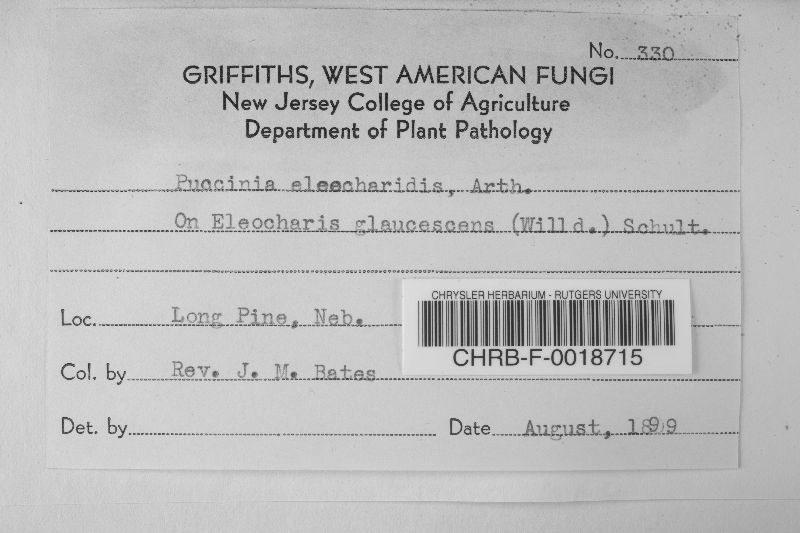 No. 330
GRIFFITHS, WEST AMERICAN FUNGI
New Jersey College of Agriculture
Department of Plant Pathology
Puccinia eleocharidis, Arth.
On Eleocharis glaucescens (Willd.) Schult.
Loc. Long Pine, Neb.
CHRYSLER HERBARIUM - RUTGERS UNIVERSITY
CHRB-F-0018715
Col. by Rev. J. M. Bates
Det. by
Date August, 1899